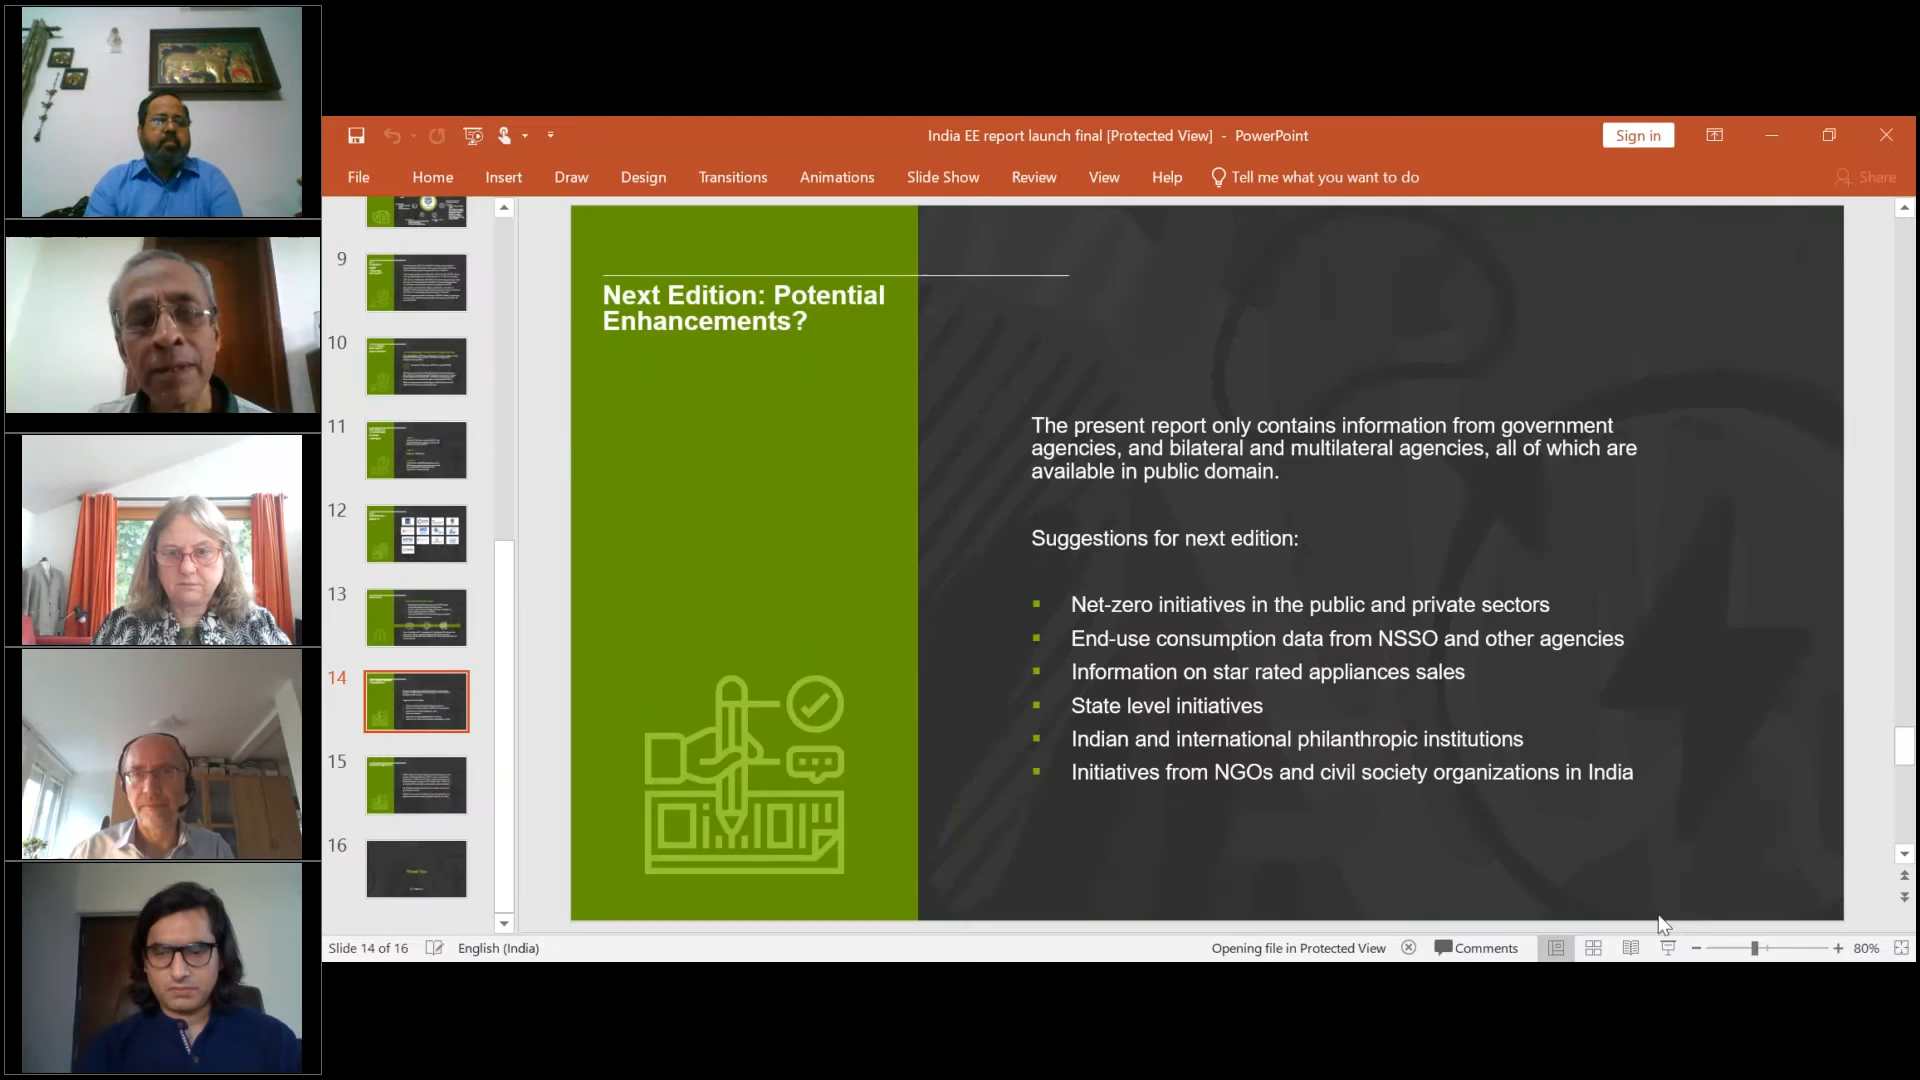 India EE report launch final [Protected View] - PowerPoint
Sign in
File
Home
Insert
Draw
Design
Transitions
Animations
Slide Show
Review
View
Help
Tell me what you want to do
Share
9
10
11
12
13
14
15
16
Thank You
Next Edition: Potential
Enhancements?
The present report only contains information from government
agencies, and bilateral and multilateral agencies, all of which are
available in public domain.
Suggestions for next edition:
Net-zero initiatives in the public and private sectors
End-use consumption data from NSSO and other agencies
Information on star rated appliances sales
State level initiatives
Indian and international philanthropic institutions
Initiatives from NGOs and civil society organizations in India
Slide 14 of 16
English (India)
Opening file in Protected View
Comments
80%